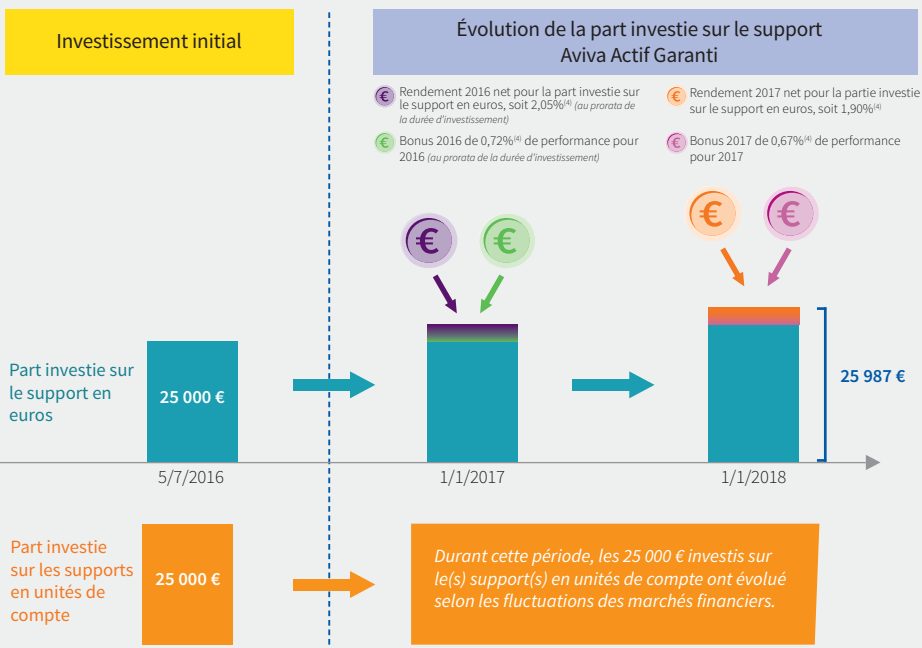 Investissement initial
Évolution de la part investie sur le support
Aviva Actif Garanti
€ Rendement 2016 net pour la part investie sur
le support en euros, soit 2,05%(4) (au prorata de
la durée d'investissement)
€ Bonus 2016 de 0,72%(4) de performance pour
2016 (au prorata de la durée d'investissement)
€ Rendement 2017 net pour la partie investie
sur le support en euros, soit 1,90%(4)
€ Bonus 2017 de 0,67%(4) de performance
pour 2017
€ €
€ €
Part investie sur
le support en
euros
25 000 €
25 987 €
5/7/2016
1/1/2017
1/1/2018
Part investie
sur les supports
en unités de
compte
25 000 €
Durant cette période, les 25 000 € investis sur
le(s) support(s) en unités de compte ont évolué
selon les fluctuations des marchés financiers.